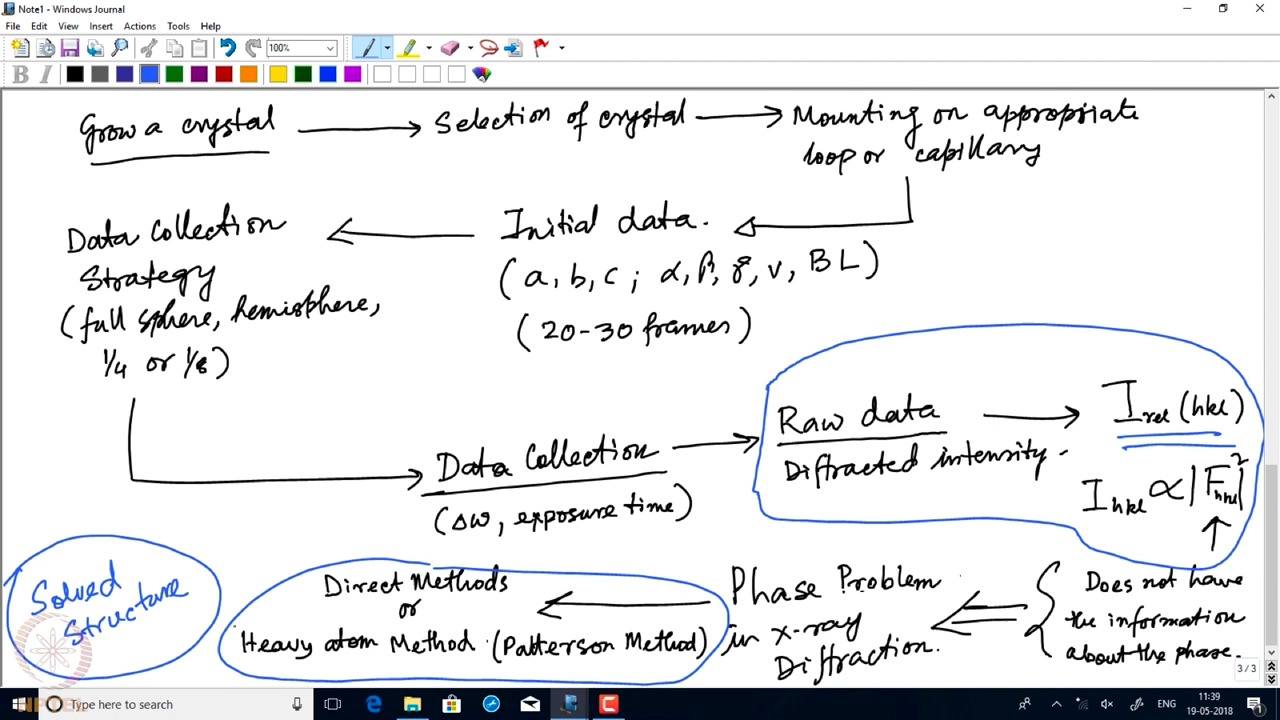 Note1 - Windows Journal
File Edit View Insert Actions Tools Help
100%
B I
Grow a crystal → Selection of crystal → Mounting on appropriate
loop or capillary
Initial data.
(a, b, c ; α, β, γ, v, BL)
(20-30 frames)
Data Collection
Strategy
(full sphere, hemisphere,
1/4 or 1/8)
Data Collection
(Δω, exposure time)
Raw data → I rel (hkl)
Diffracted intensity.
I hkl ∝ |F hkl|²
Does not have
the information
about the phase.
Phase Problem
in x-ray
Diffraction.
Direct Methods
or
Heavy atom Method (Patterson Method)
Solved
Structure
3 / 3
Type here to search
ENG
11:39
19-05-2018